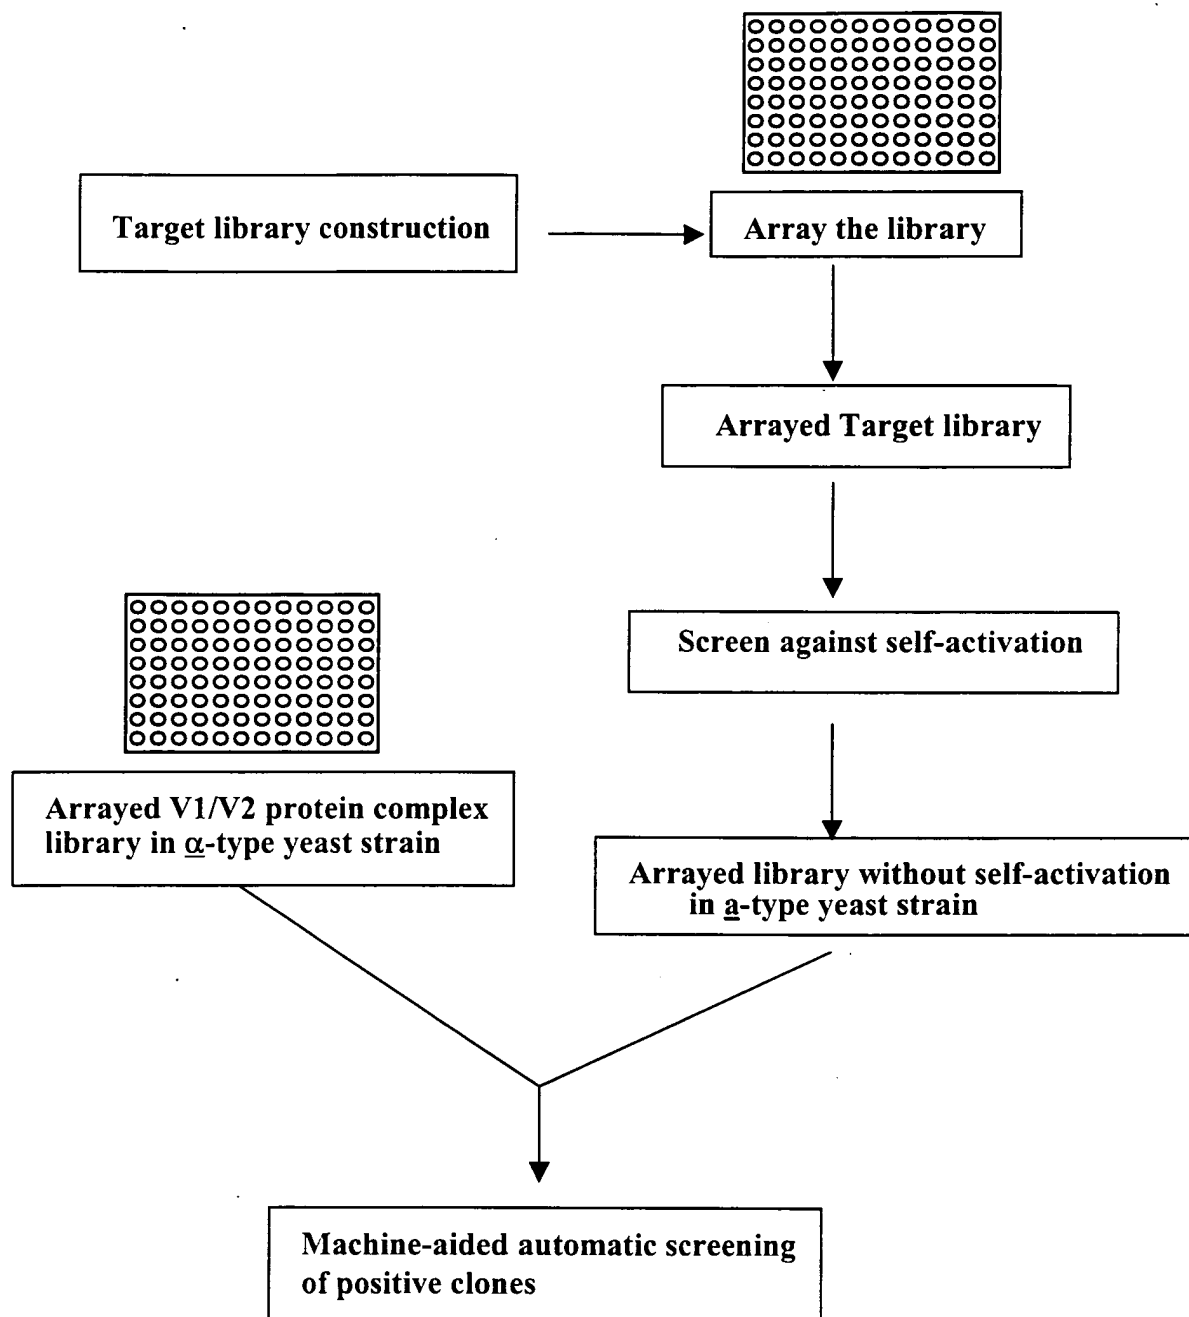 Target library construction
Array the library
Arrayed Target library
Screen against self-activation
Arrayed V1/V2 protein complex
library in α-type yeast strain
Arrayed library without self-activation
in a-type yeast strain
Machine-aided automatic screening
of positive clones